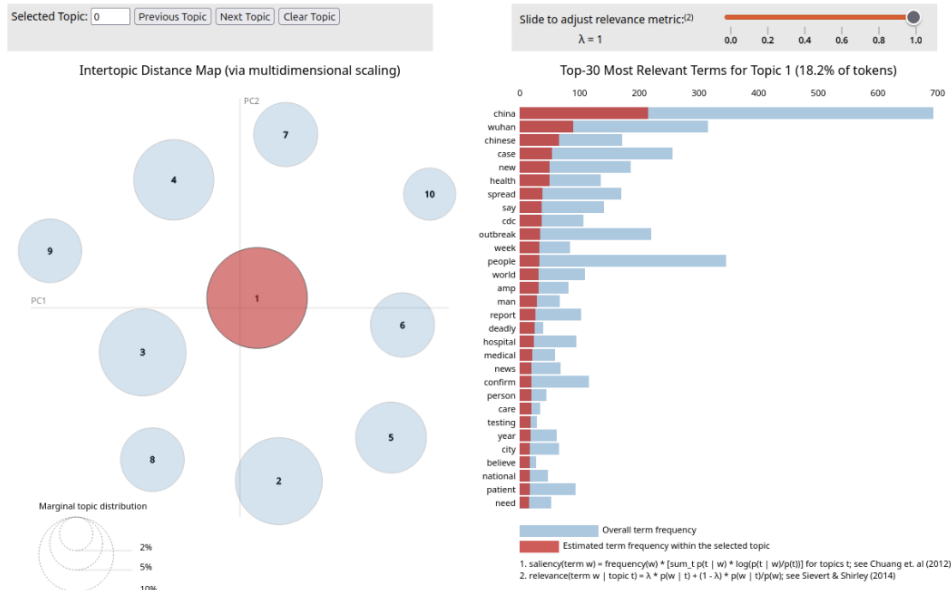 Selected Topic: 0 Previous Topic Next Topic Clear Topic
Slide to adjust relevance metric:(2)
λ = 1
0.0 0.2 0.4 0.6 0.8 1.0
Intertopic Distance Map (via multidimensional scaling)
PC2
PC1
7
4
10
9
1
6
3
5
8
2
Marginal topic distribution
2%
5%
10%
Top-30 Most Relevant Terms for Topic 1 (18.2% of tokens)
0 100 200 300 400 500 600 700
china
wuhan
chinese
case
new
health
spread
say
cdc
outbreak
week
people
world
amp
man
report
deadly
hospital
medical
news
confirm
person
care
testing
year
city
believe
national
patient
need
Overall term frequency
Estimated term frequency within the selected topic
1. saliency(term w) = frequency(w) * [sum_t p(t | w) * log(p(t | w)/p(t))] for topics t; see Chuang et. al (2012)
2. relevance(term w | topic t) = λ * p(w | t) + (1 - λ) * p(w | t)/p(w); see Sievert & Shirley (2014)